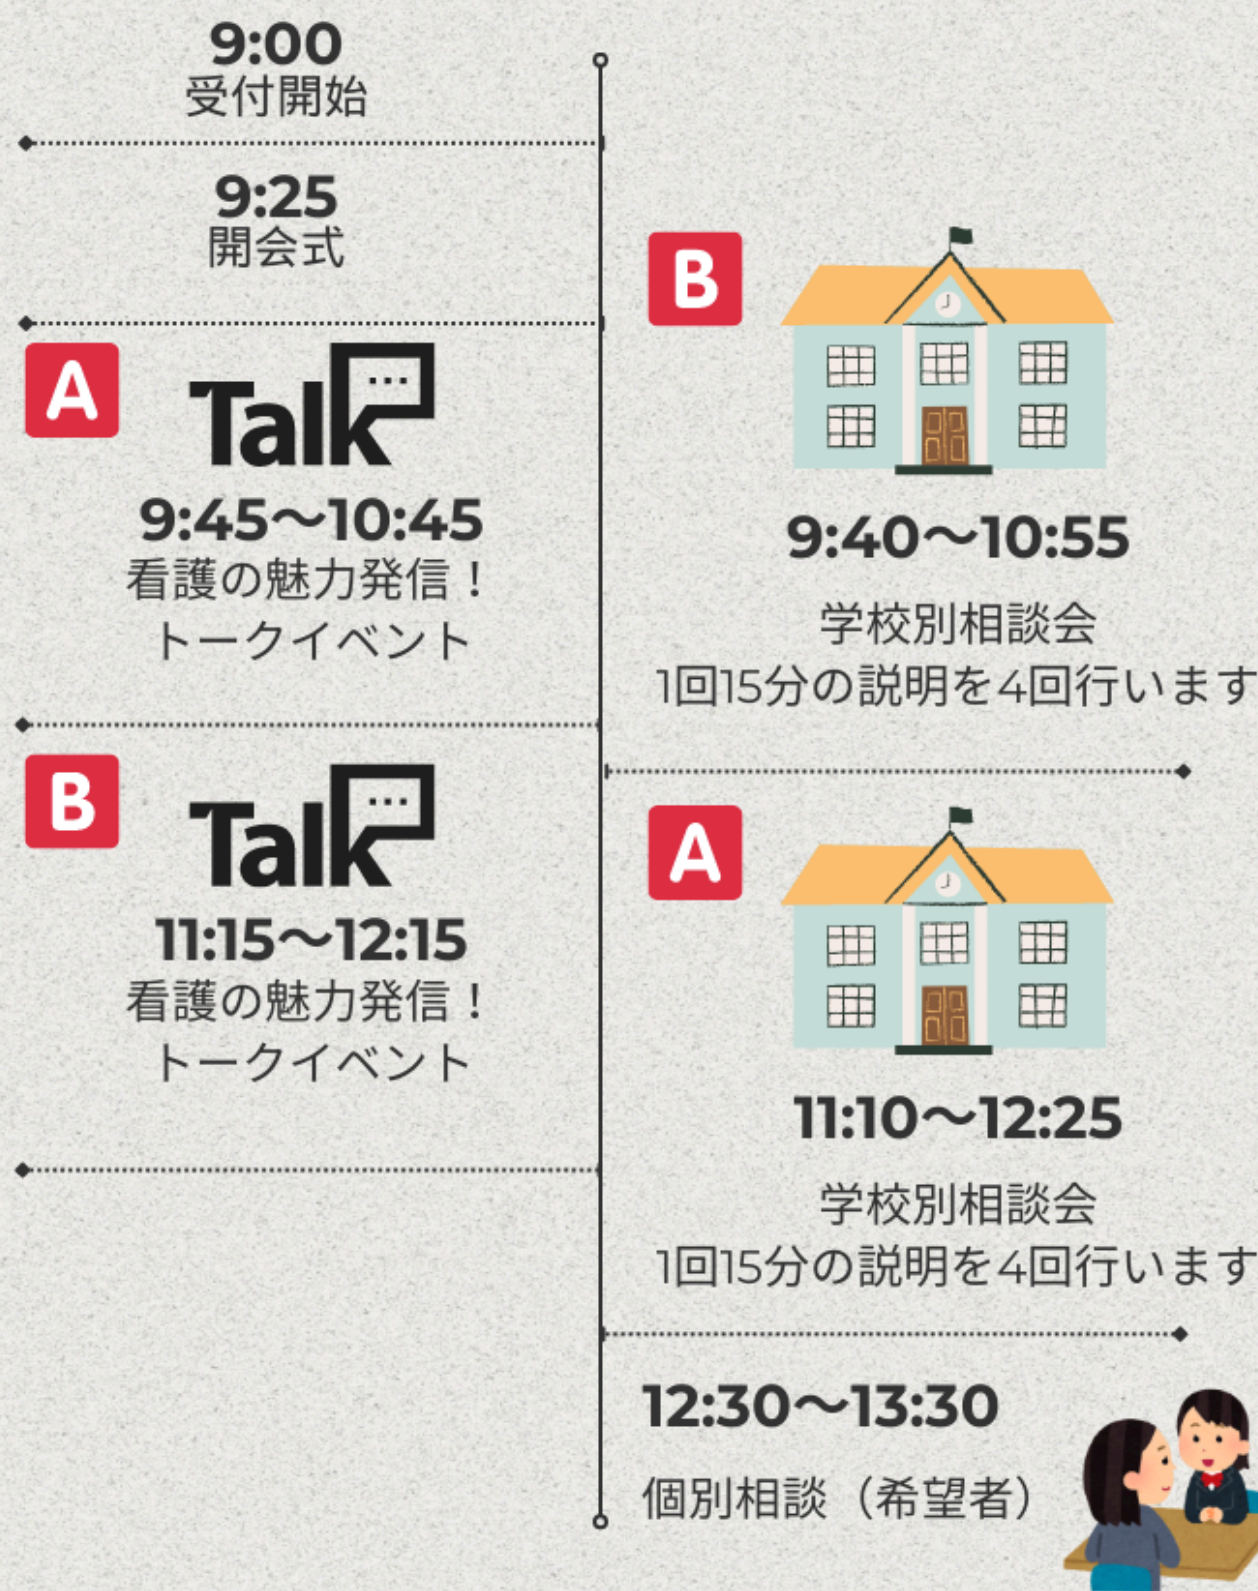 9:00
受付開始
9:25
開会式
A
Talk
9:45～10:45
看護の魅力発信！
トークイベント
B
Talk
11:15～12:15
看護の魅力発信！
トークイベント
B
9:40～10:55
学校別相談会
1回15分の説明を4回行います
A
11:10～12:25
学校別相談会
1回15分の説明を4回行います
12:30～13:30
個別相談（希望者）